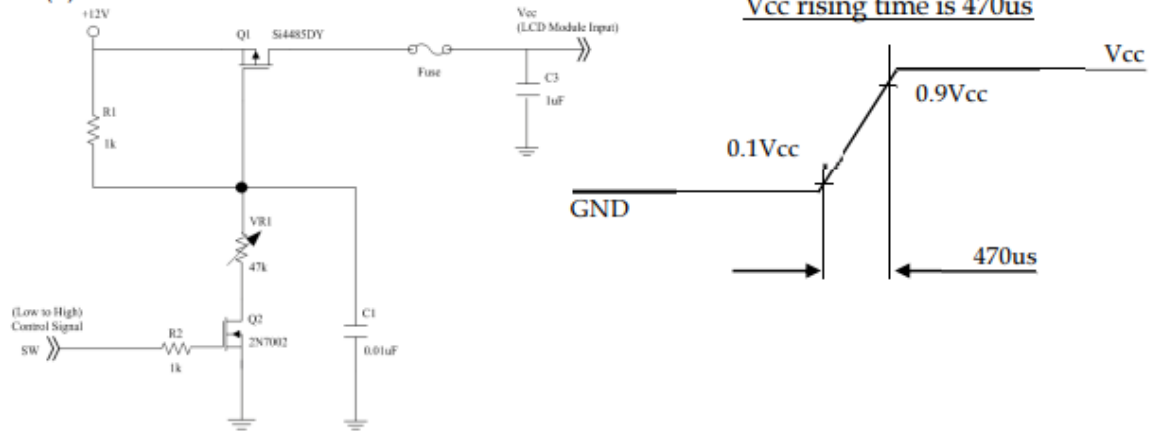 +12V
Q1
Si4485DY
Vcc
(LCD Module Input)
Fuse
C3
1uF
R1
1k
VR1
47k
(Low to High)
Control Signal
SW
R2
1k
Q2
2N7002
C1
0.01uF
Vcc rising time is 470us
Vcc
0.9Vcc
0.1Vcc
GND
470us